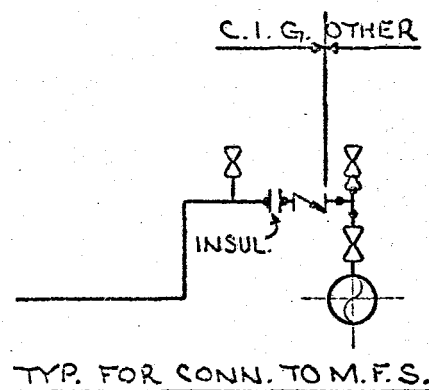 C.I.G. OTHER
INSUL.
TYP. FOR CONN. TO M.F.S.